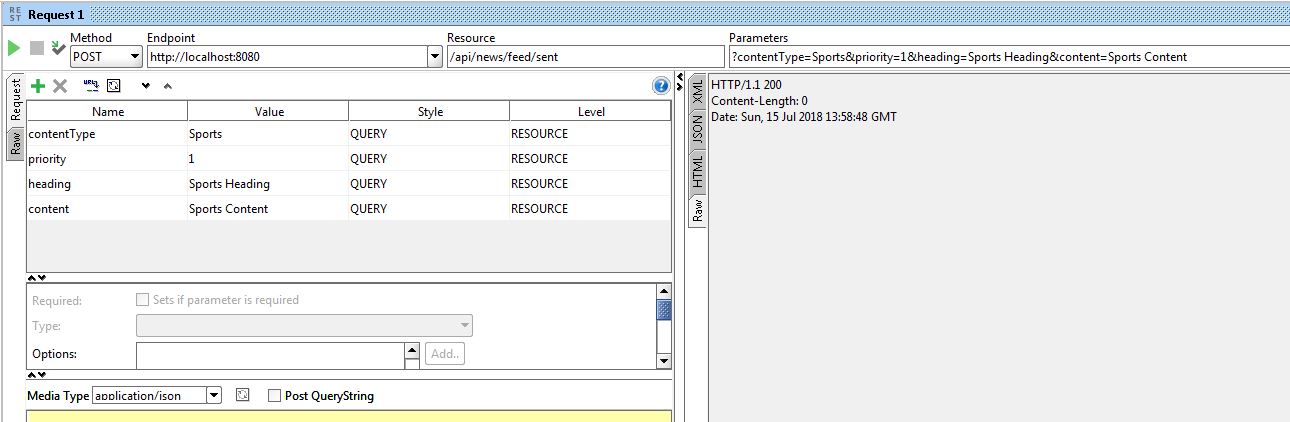 RE
ST
Request 1
Method Endpoint Resource Parameters
POST http://localhost:8080 /api/news/feed/sent ?contentType=Sports&priority=1&heading=Sports Heading&content=Sports Content
Request
Raw
Name Value Style Level
contentType Sports QUERY RESOURCE
priority 1 QUERY RESOURCE
heading Sports Heading QUERY RESOURCE
content Sports Content QUERY RESOURCE
Required: Sets if parameter is required
Type:
Options: Add..
Media Type application/json Post QueryString
XML
JSON
HTML
Raw
HTTP/1.1 200
Content-Length: 0
Date: Sun, 15 Jul 2018 13:58:48 GMT